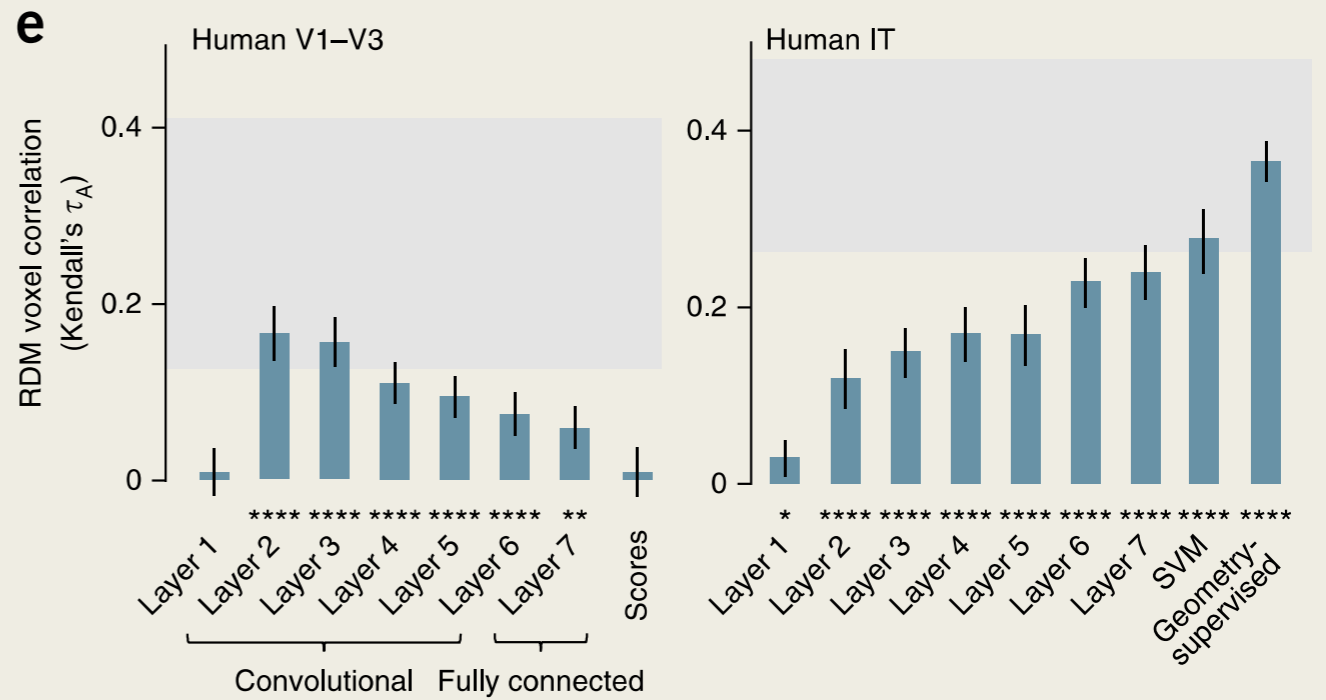 e
Human V1–V3
RDM voxel correlation
(Kendall's τA)
0.4
0.2
0
**** **** **** **** **** **
Layer 1
Layer 2
Layer 3
Layer 4
Layer 5
Layer 6
Layer 7
Scores
Convolutional
Fully connected
Human IT
0.4
0.2
0
* **** **** **** **** **** **** **** ****
Layer 1
Layer 2
Layer 3
Layer 4
Layer 5
Layer 6
Layer 7
SVM
Geometry-
supervised